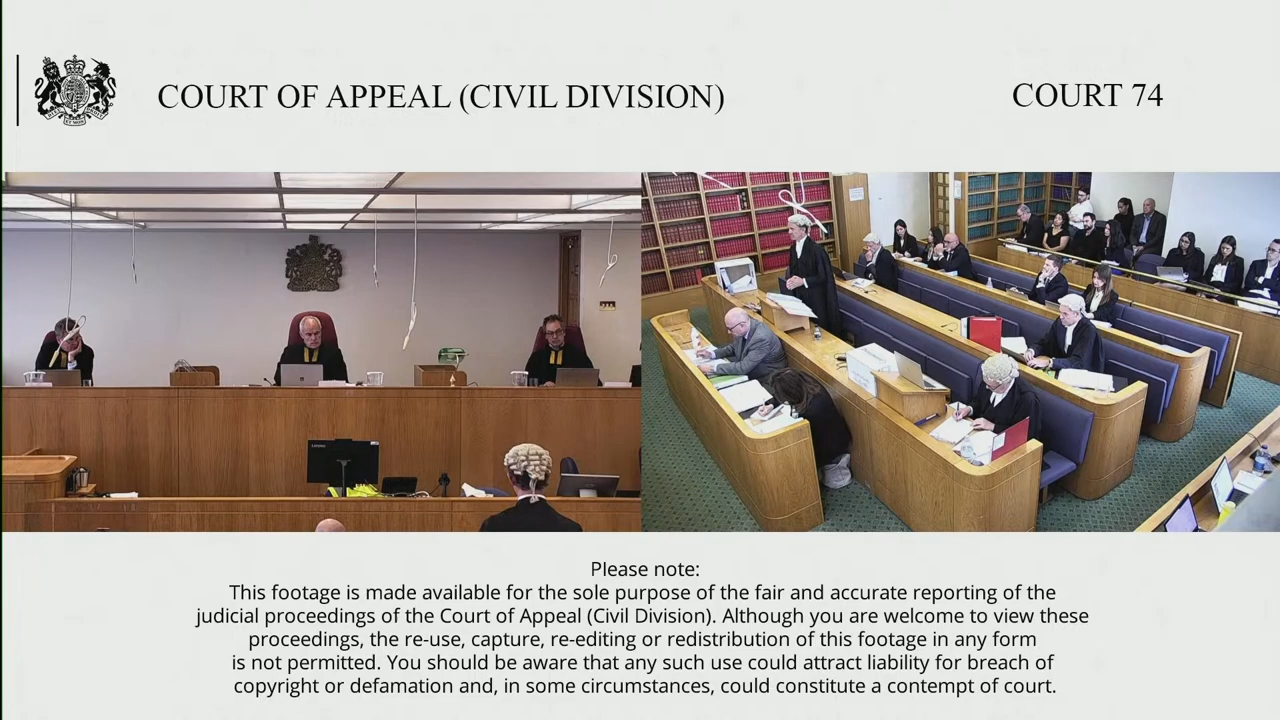 COURT OF APPEAL (CIVIL DIVISION)
COURT 74
Please note:
This footage is made available for the sole purpose of the fair and accurate reporting of the
judicial proceedings of the Court of Appeal (Civil Division). Although you are welcome to view these
proceedings, the re-use, capture, re-editing or redistribution of this footage in any form
is not permitted. You should be aware that any such use could attract liability for breach of
copyright or defamation and, in some circumstances, could constitute a contempt of court.